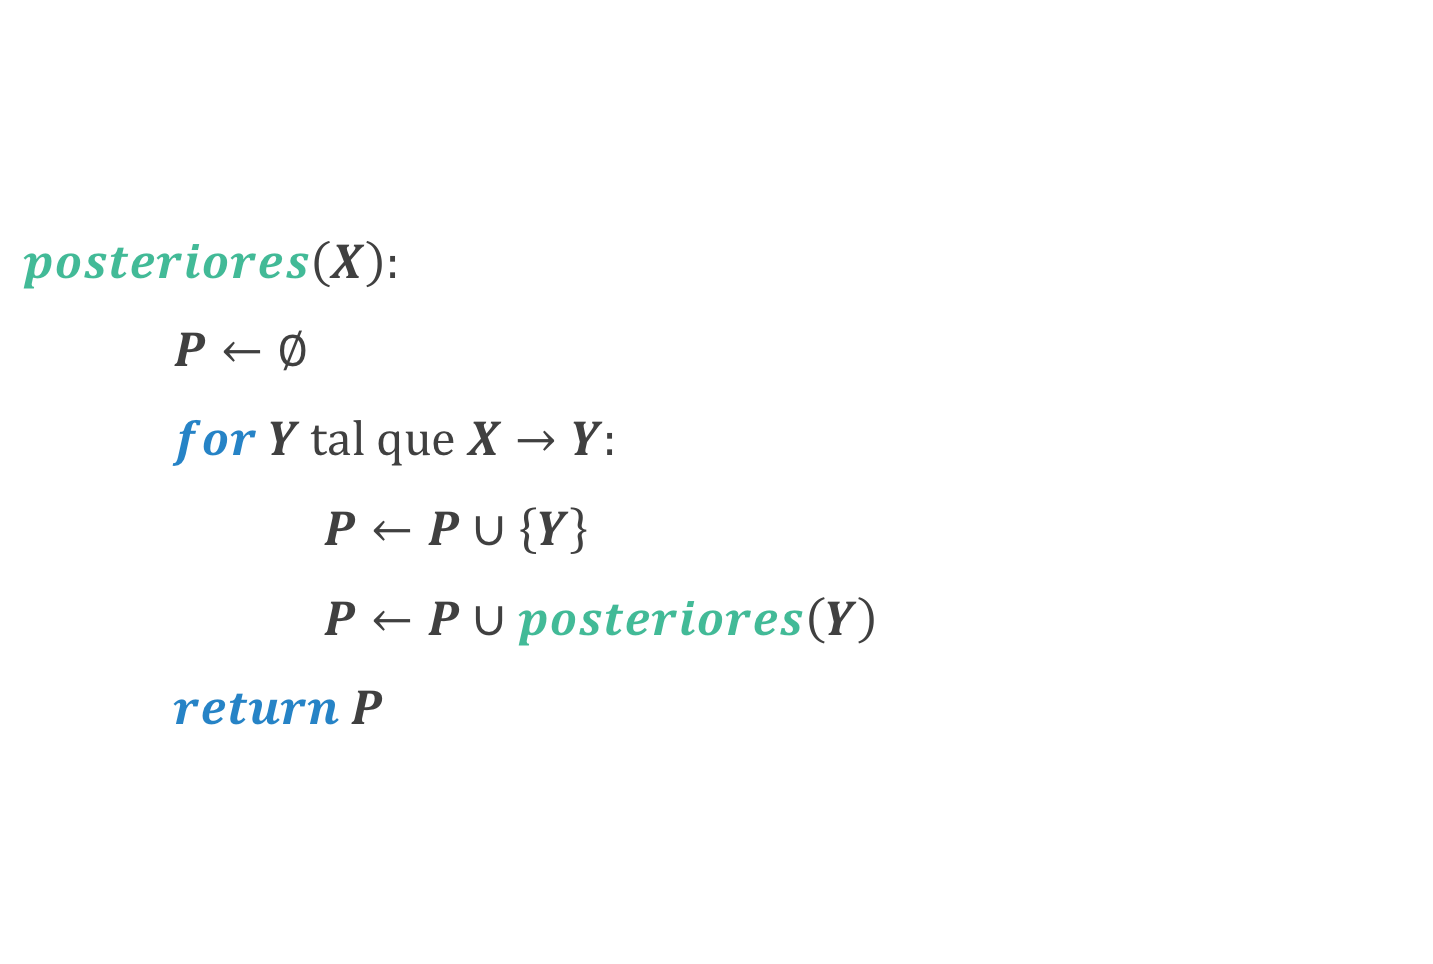 posteriores(X):
P ← ∅
for Y tal que X → Y:
P ← P ∪ {Y}
P ← P ∪ posteriores(Y)
return P